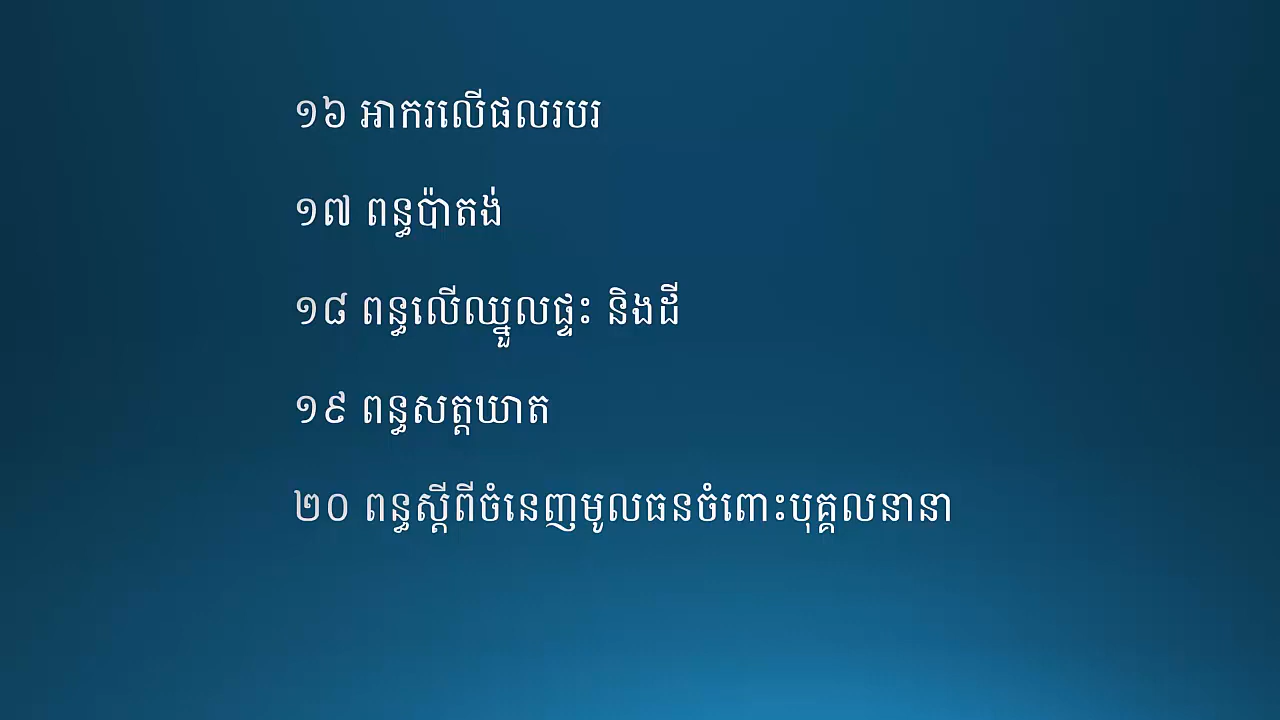 ១៦ អាករលើផលរបរ
១៧ ពន្ធប៉ាតង់
១៨ ពន្ធលើឈ្នួលផ្ទះ និងដី
១៩ ពន្ធសត្តឃាត
២០ ពន្ធស្តីពីចំនេញមូលធនចំពោះបុគ្គលនានា